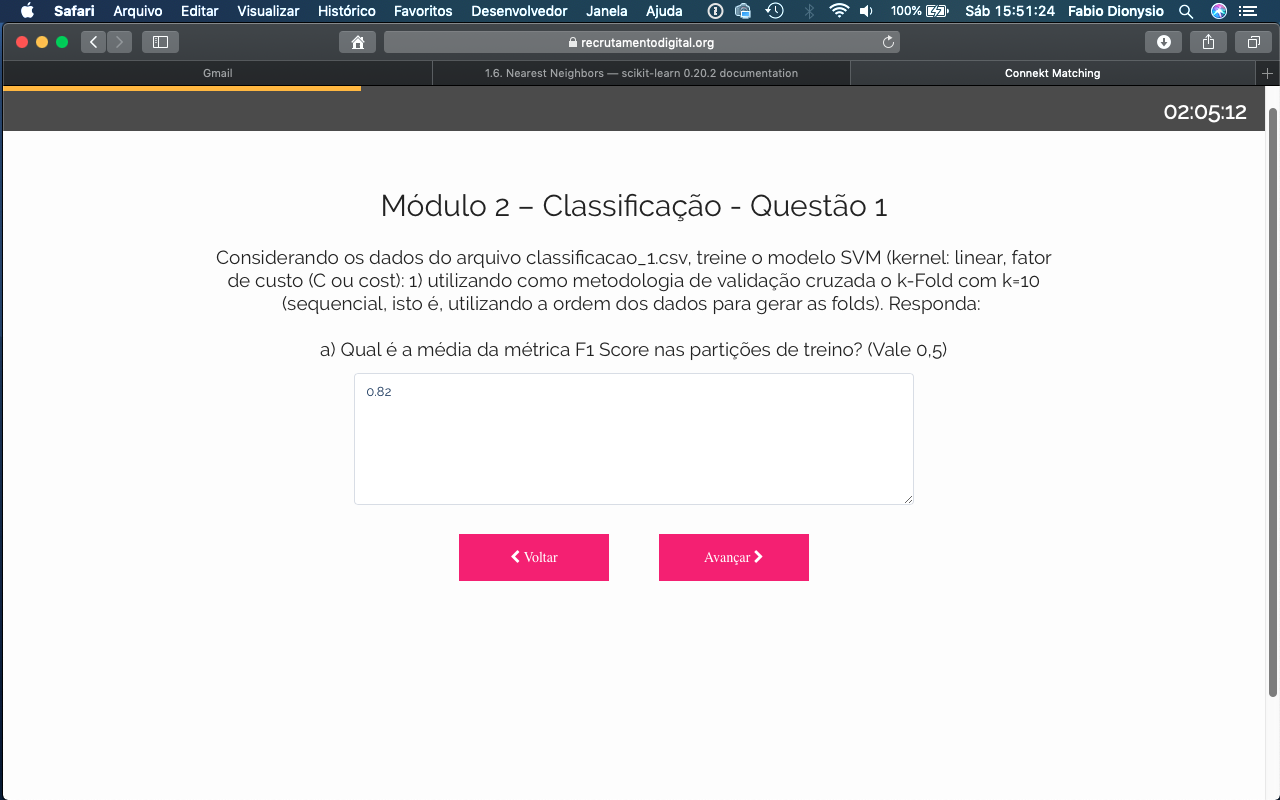 Safari Arquivo Editar Visualizar Histórico Favoritos Desenvolvedor Janela Ajuda 100% Sáb 15:51:24 Fabio Dionysio
recrutamentodigital.org
Gmail 1.6. Nearest Neighbors — scikit-learn 0.20.2 documentation Connekt Matching
02:05:12
Módulo 2 – Classificação - Questão 1
Considerando os dados do arquivo classificacao_1.csv, treine o modelo SVM (kernel: linear, fator
de custo (C ou cost): 1) utilizando como metodologia de validação cruzada o k-Fold com k=10
(sequencial, isto é, utilizando a ordem dos dados para gerar as folds). Responda:
a) Qual é a média da métrica F1 Score nas partições de treino? (Vale 0,5)
0.82
Voltar Avançar